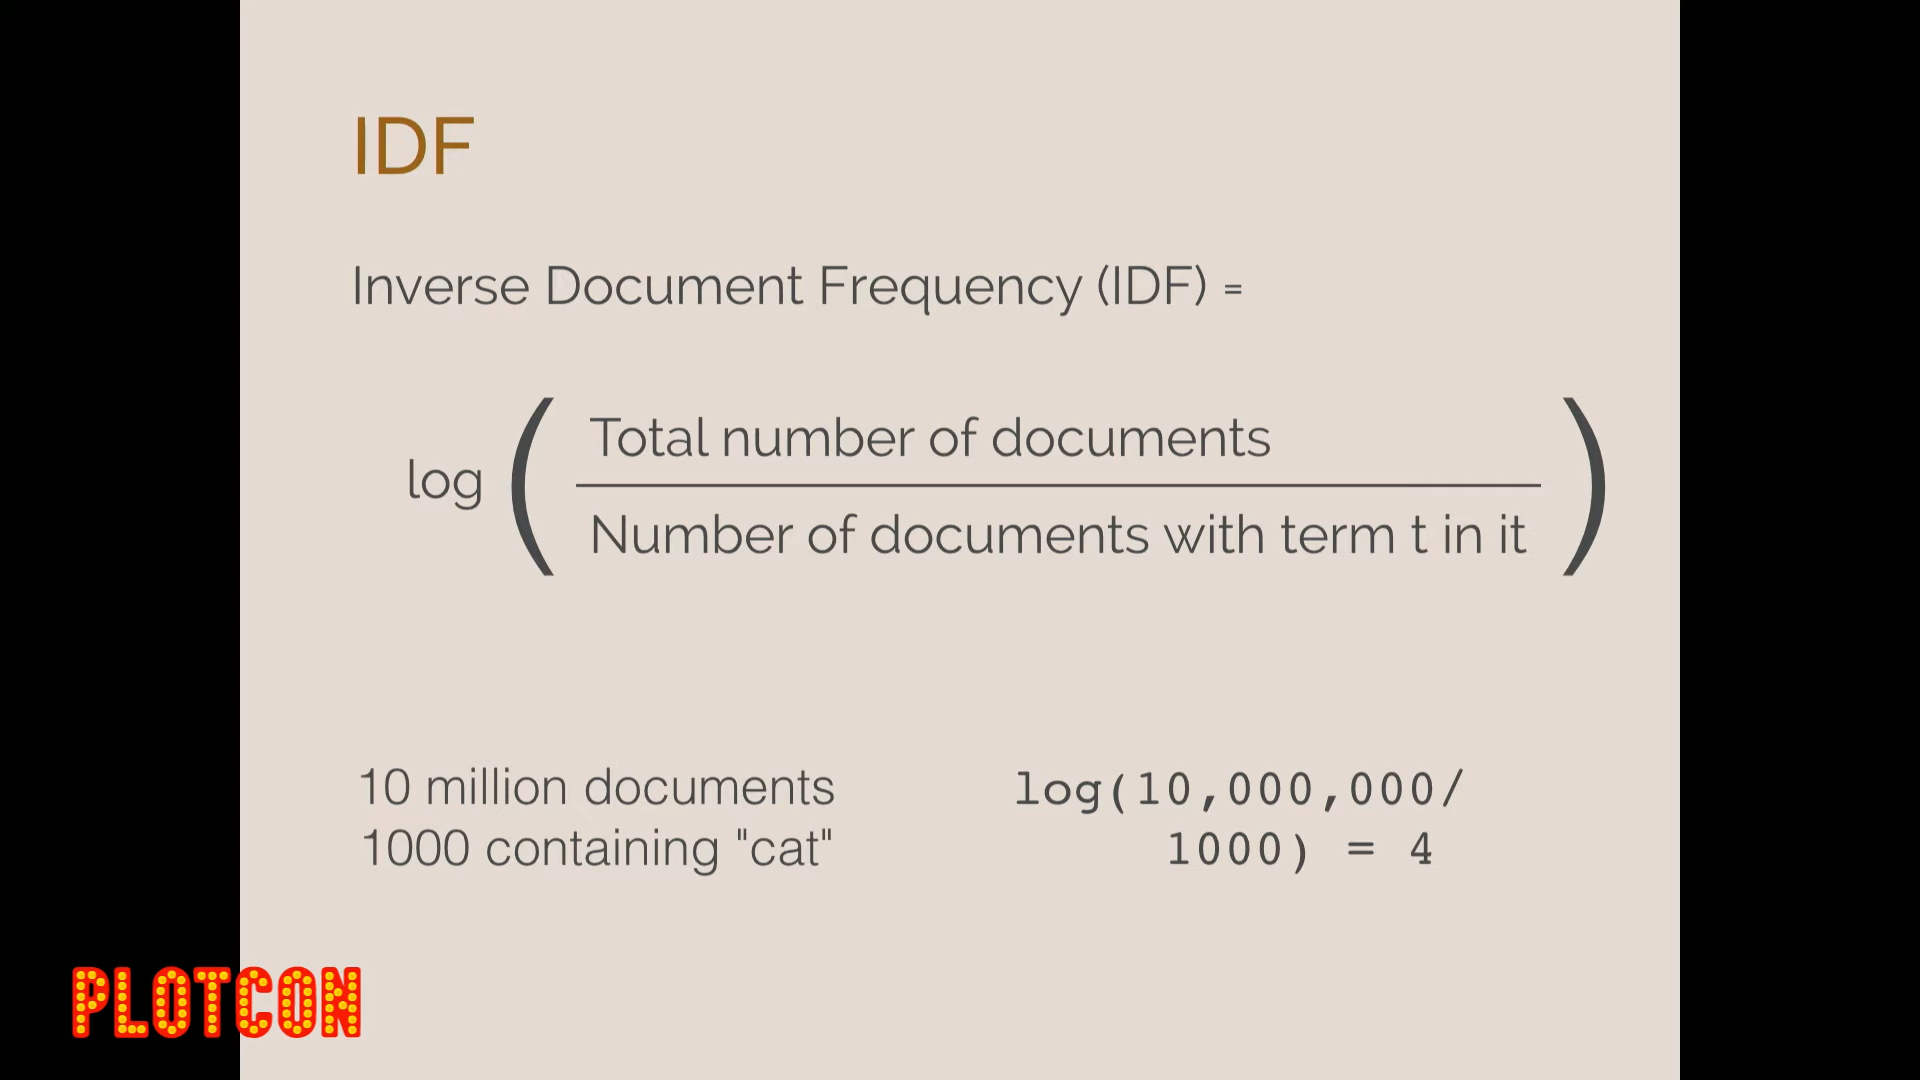 IDF
Inverse Document Frequency (IDF) =
log ( Total number of documents
Number of documents with term t in it )
10 million documents
1000 containing "cat"
log(10,000,000/
1000) = 4
PLOTCON